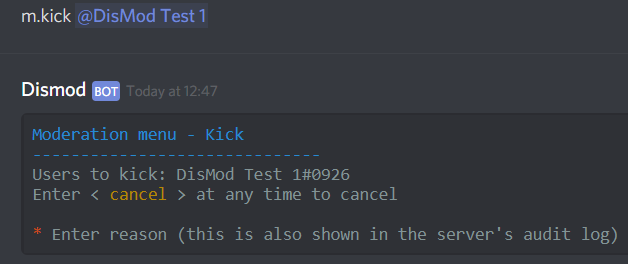 m.kick @DisMod Test 1
Dismod BOT Today at 12:47
Moderation menu - Kick
------------------------------
Users to kick: DisMod Test 1#0926
Enter < cancel > at any time to cancel
* Enter reason (this is also shown in the server's audit log)